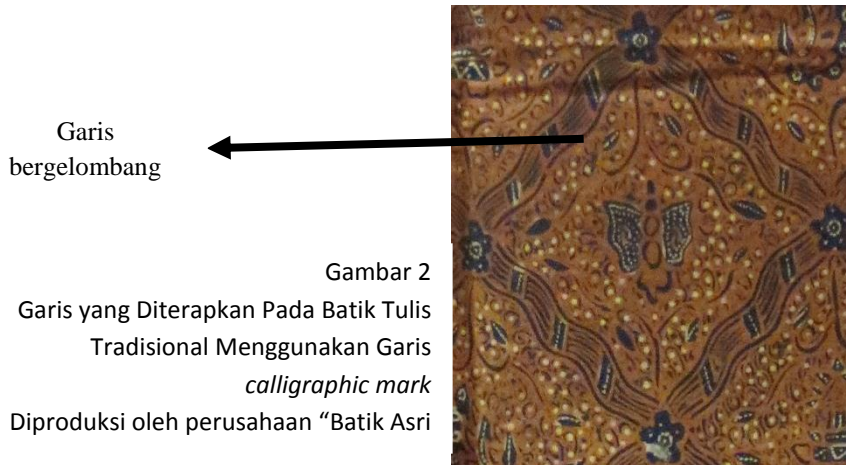 Garis
bergelombang
Gambar 2
Garis yang Diterapkan Pada Batik Tulis
Tradisional Menggunakan Garis
calligraphic mark
Diproduksi oleh perusahaan “Batik Asri